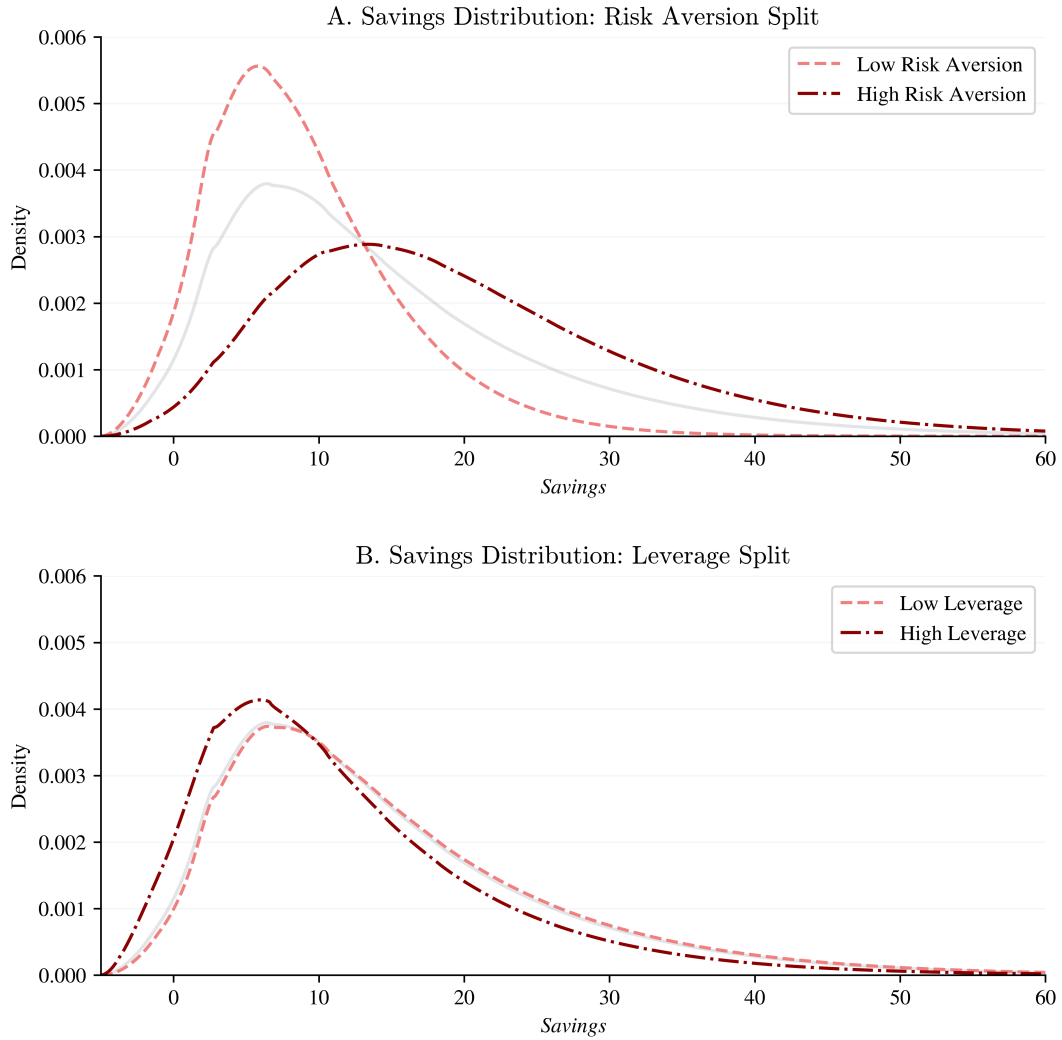 A. Savings Distribution: Risk Aversion Split
0.006
0.005
0.004
0.003
0.002
0.001
0.000
Density
Low Risk Aversion
High Risk Aversion
0
10
20
30
40
50
60
Savings
B. Savings Distribution: Leverage Split
0.006
0.005
0.004
0.003
0.002
0.001
0.000
Density
Low Leverage
High Leverage
0
10
20
30
40
50
60
Savings